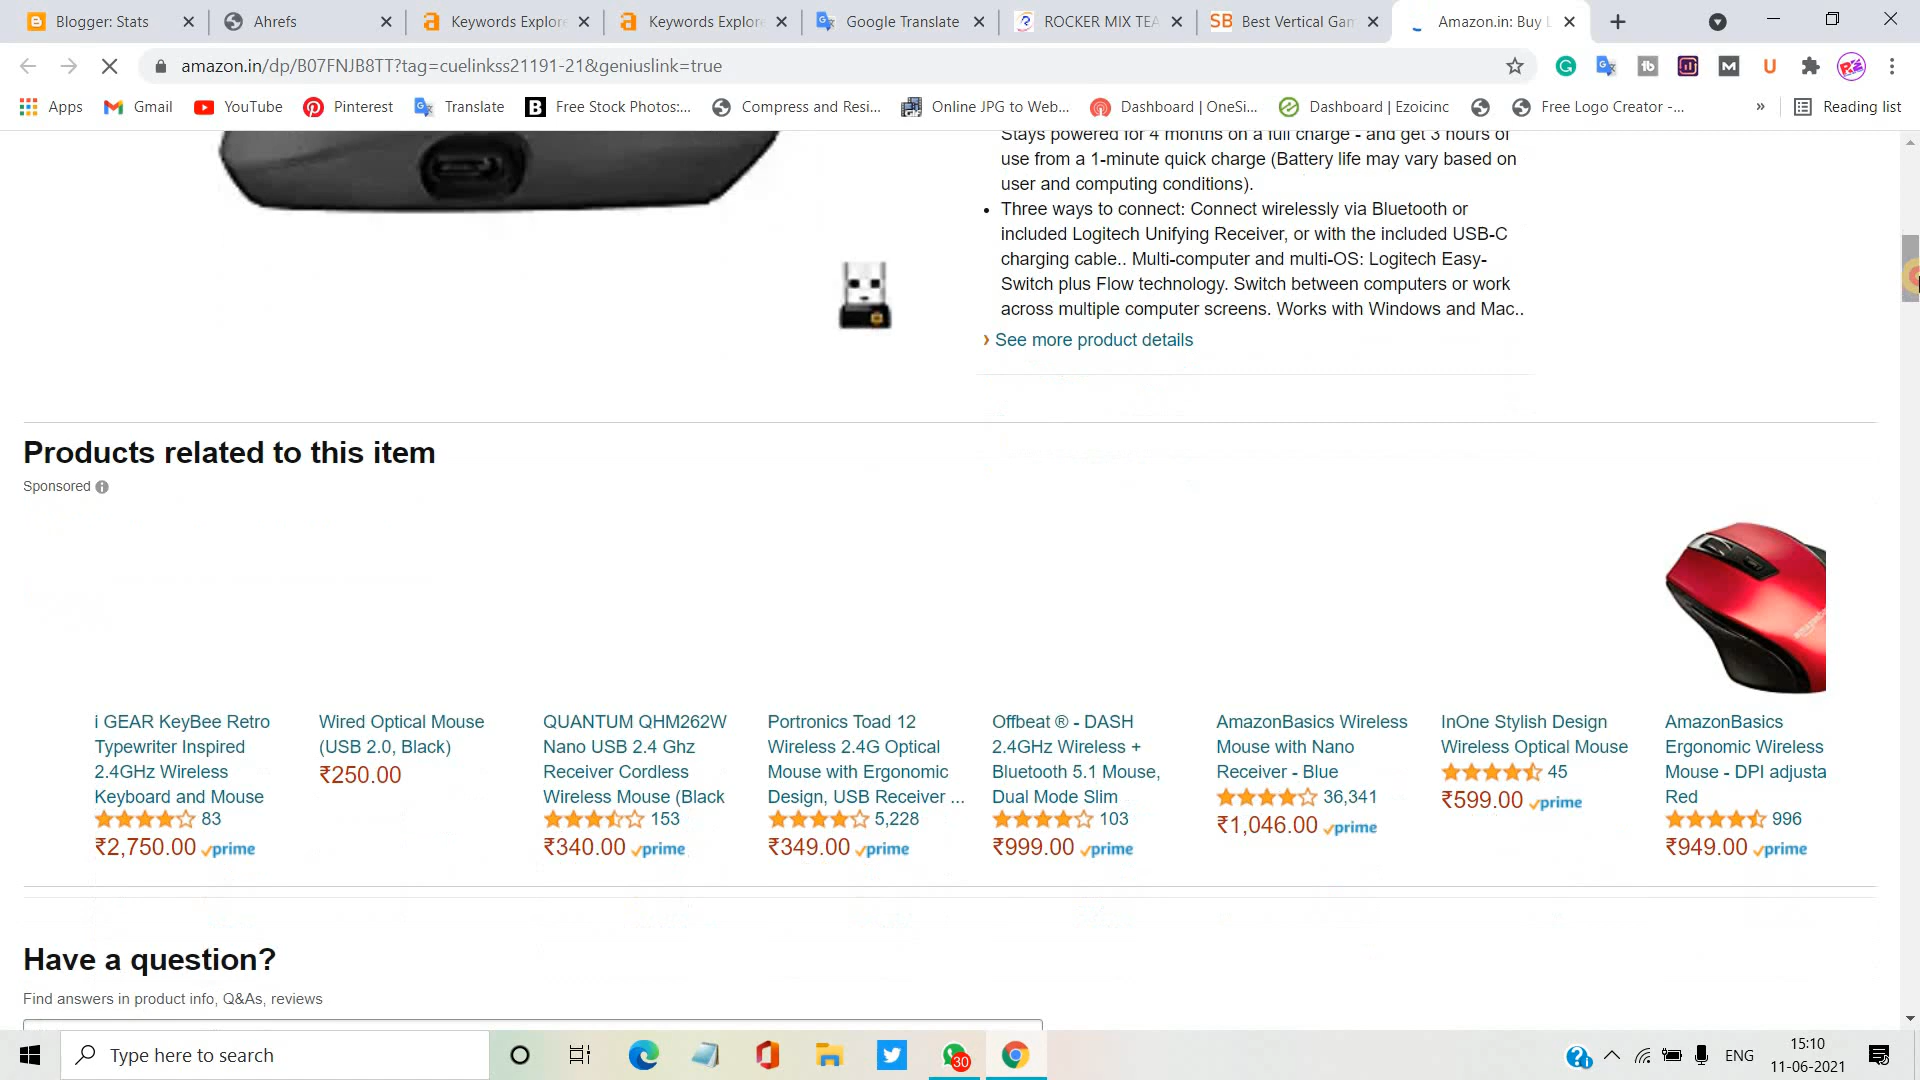 Blogger: Stats
Ahrefs
Keywords Explore
Keywords Explore
Google Translate
ROCKER MIX TEA
SB Best Vertical Gam
Amazon.in: Buy L
amazon.in/dp/B07FNJB8TT?tag=cuelinkss21191-21&geniuslink=true
Apps
Gmail
YouTube
Pinterest
Translate
Free Stock Photos:...
Compress and Resi...
Online JPG to Web...
Dashboard | OneSi...
Dashboard | Ezoicinc
Free Logo Creator -...
»
Reading list
Stays powered for 4 months on a full charge - and get 3 hours of
use from a 1-minute quick charge (Battery life may vary based on
user and computing conditions).
• Three ways to connect: Connect wirelessly via Bluetooth or
included Logitech Unifying Receiver, or with the included USB-C
charging cable.. Multi-computer and multi-OS: Logitech Easy-
Switch plus Flow technology. Switch between computers or work
across multiple computer screens. Works with Windows and Mac..
› See more product details
Products related to this item
Sponsored
i GEAR KeyBee Retro
Typewriter Inspired
2.4GHz Wireless
Keyboard and Mouse
83
₹2,750.00 prime
Wired Optical Mouse
(USB 2.0, Black)
₹250.00
QUANTUM QHM262W
Nano USB 2.4 Ghz
Receiver Cordless
Wireless Mouse (Black
153
₹340.00 prime
Portronics Toad 12
Wireless 2.4G Optical
Mouse with Ergonomic
Design, USB Receiver ...
5,228
₹349.00 prime
Offbeat ® - DASH
2.4GHz Wireless +
Bluetooth 5.1 Mouse,
Dual Mode Slim
103
₹999.00 prime
AmazonBasics Wireless
Mouse with Nano
Receiver - Blue
36,341
₹1,046.00 prime
InOne Stylish Design
Wireless Optical Mouse
45
₹599.00 prime
AmazonBasics
Ergonomic Wireless
Mouse - DPI adjusta
Red
996
₹949.00 prime
Have a question?
Find answers in product info, Q&As, reviews
Type here to search
30
ENG
15:10
11-06-2021